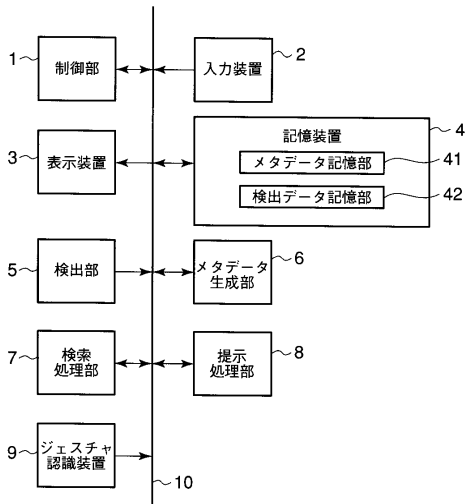 1
制御部
入力装置
2
3
表示装置
記憶装置
4
メタデータ記憶部
41
検出データ記憶部
42
5
検出部
メタデータ
生成部
6
7
検索
処理部
提示
処理部
8
9
ジェスチャ
認識装置
10